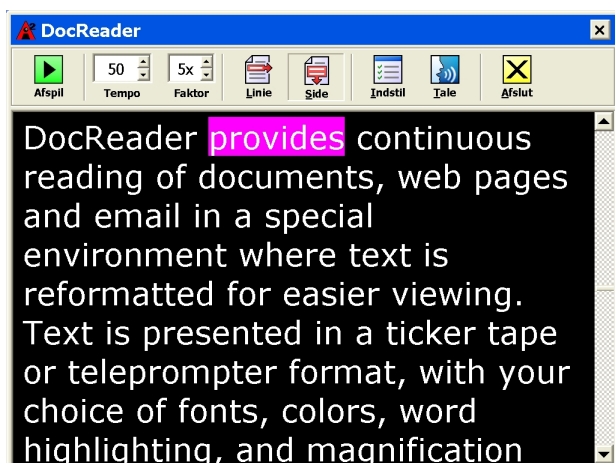 DocReader
50
5x
Afspil
Tempo
Faktor
Linie
Side
Indstil
Tale
Afslut
DocReader provides continuous
reading of documents, web pages
and email in a special
environment where text is
reformatted for easier viewing.
Text is presented in a ticker tape
or teleprompter format, with your
choice of fonts, colors, word
highlighting, and magnification